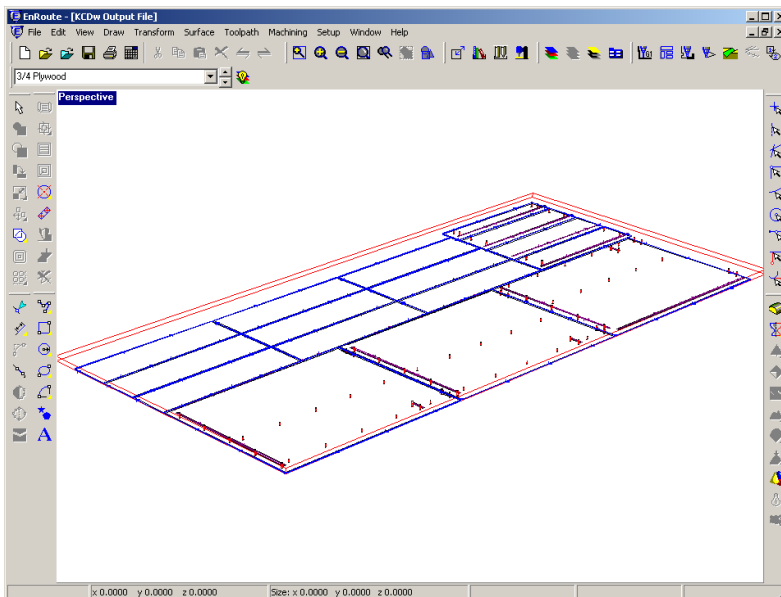 EnRoute - [KCDw Output File]
File Edit View Draw Transform Surface Toolpath Machining Setup Window Help
3/4 Plywood
Perspective
A
x 0.0000 y 0.0000 z 0.0000 Size: x 0.0000 y 0.0000 z 0.0000